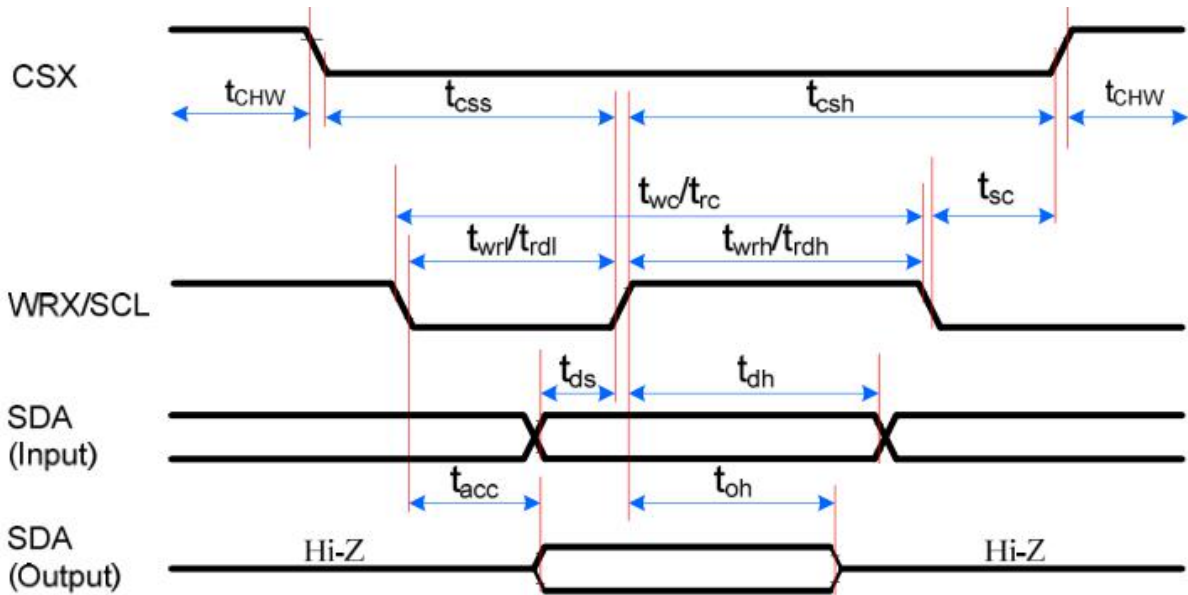 CSX
tCHW
tcss
tcsh
tCHW
twc/trc
tsc
twrl/trdl
twrh/trdh
WRX/SCL
tds
tdh
SDA
(Input)
tacc
toh
SDA
(Output)
Hi-Z
Hi-Z